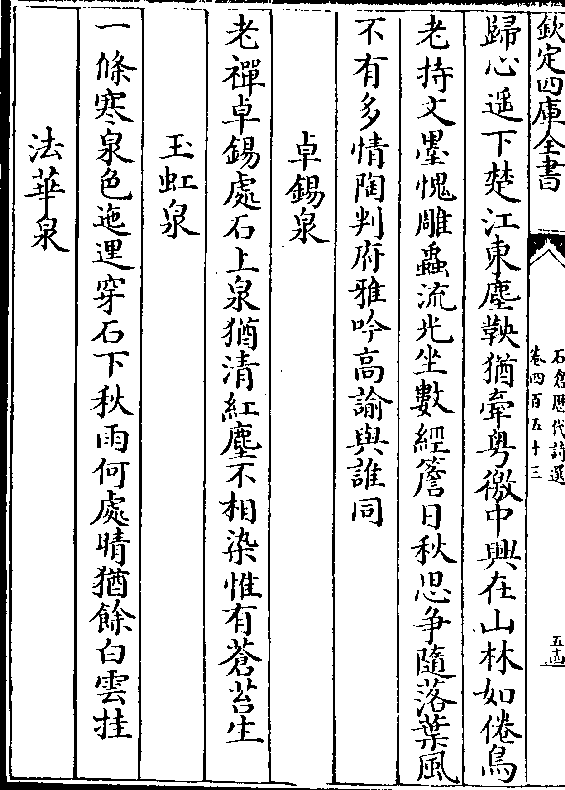 欽定四庫全書
石倉歴代詩選
卷四百五十三
五十四
歸心遥下楚江東塵鞅猶牽粤徼中興在山林如倦鳥
老持文墨愧雕蟲流光坐數經簷日秋思争隨落葉風
不有多情陶判府雅吟高諭與誰同
卓錫泉
老禪卓錫處石上泉猶清紅塵不相染惟有蒼苔生
玉虹泉
一條寒泉色迤邐穿石下秋雨何處晴猶餘白雲挂
法華泉